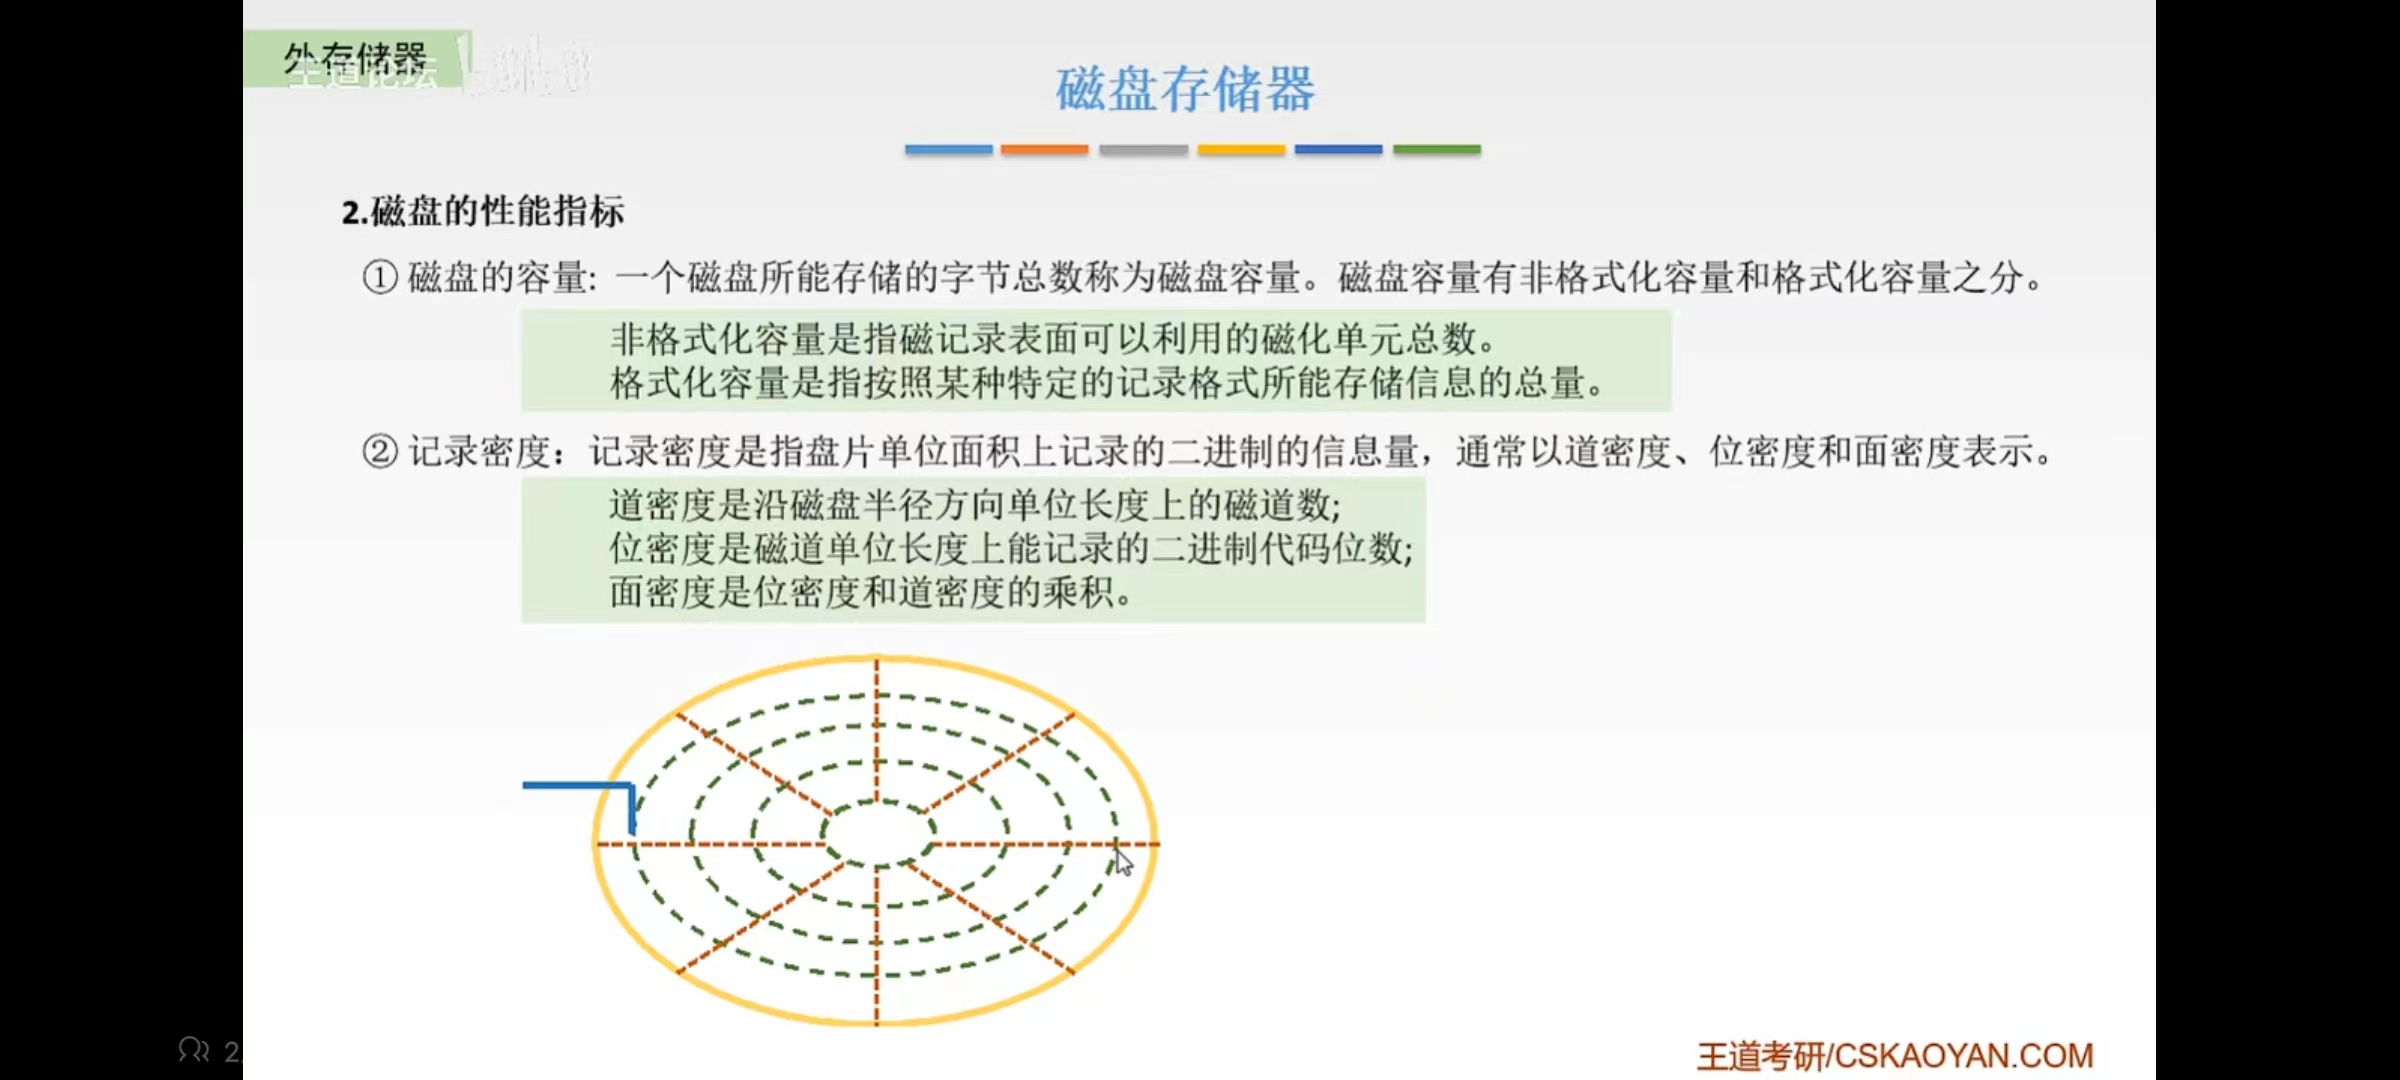 外存储器
王道论坛
磁盘存储器
2.磁盘的性能指标
① 磁盘的容量: 一个磁盘所能存储的字节总数称为磁盘容量。磁盘容量有非格式化容量和格式化容量之分。
非格式化容量是指磁记录表面可以利用的磁化单元总数。
格式化容量是指按照某种特定的记录格式所能存储信息的总量。
② 记录密度：记录密度是指盘片单位面积上记录的二进制的信息量，通常以道密度、位密度和面密度表示。
道密度是沿磁盘半径方向单位长度上的磁道数;
位密度是磁道单位长度上能记录的二进制代码位数;
面密度是位密度和道密度的乘积。
王道考研/CSKAOYAN.COM